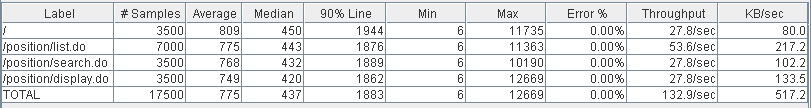 Label # Samples Average Median 90% Line Min Max Error % Throughput KB/sec
/ 3500 809 450 1944 6 11735 0.00% 27.8/sec 80.0
/position/list.do 7000 775 443 1876 6 11363 0.00% 53.6/sec 217.2
/position/search.do 3500 768 432 1889 6 10190 0.00% 27.8/sec 102.2
/position/display.do 3500 749 420 1862 6 12669 0.00% 27.8/sec 133.5
TOTAL 17500 775 437 1883 6 12669 0.00% 132.9/sec 517.2